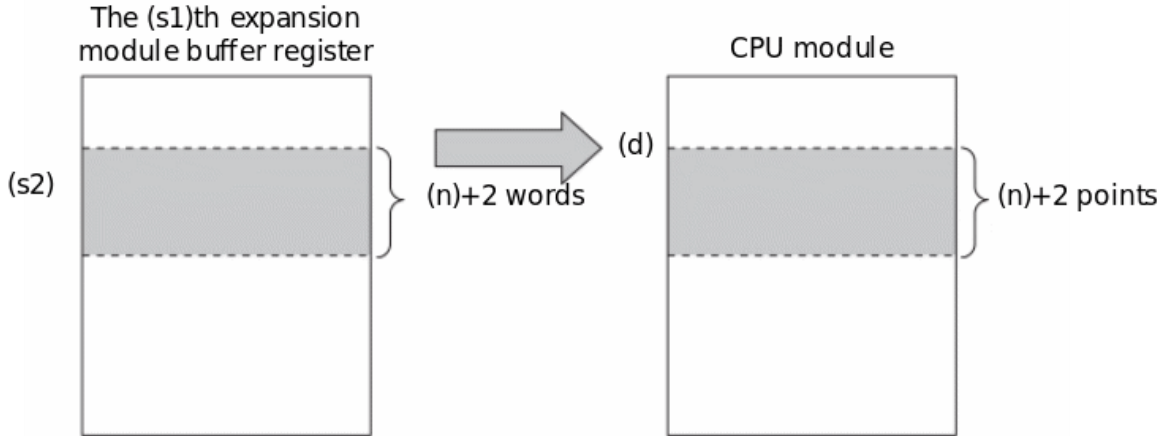 The (s1)th expansion
module buffer register
CPU module
(s2)
(n)+2 words
(d)
(n)+2 points